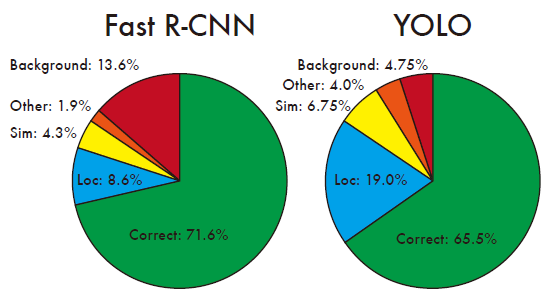 Fast R-CNN
Background: 13.6%
Other: 1.9%
Sim: 4.3%
Loc: 8.6%
Correct: 71.6%
YOLO
Background: 4.75%
Other: 4.0%
Sim: 6.75%
Loc: 19.0%
Correct: 65.5%